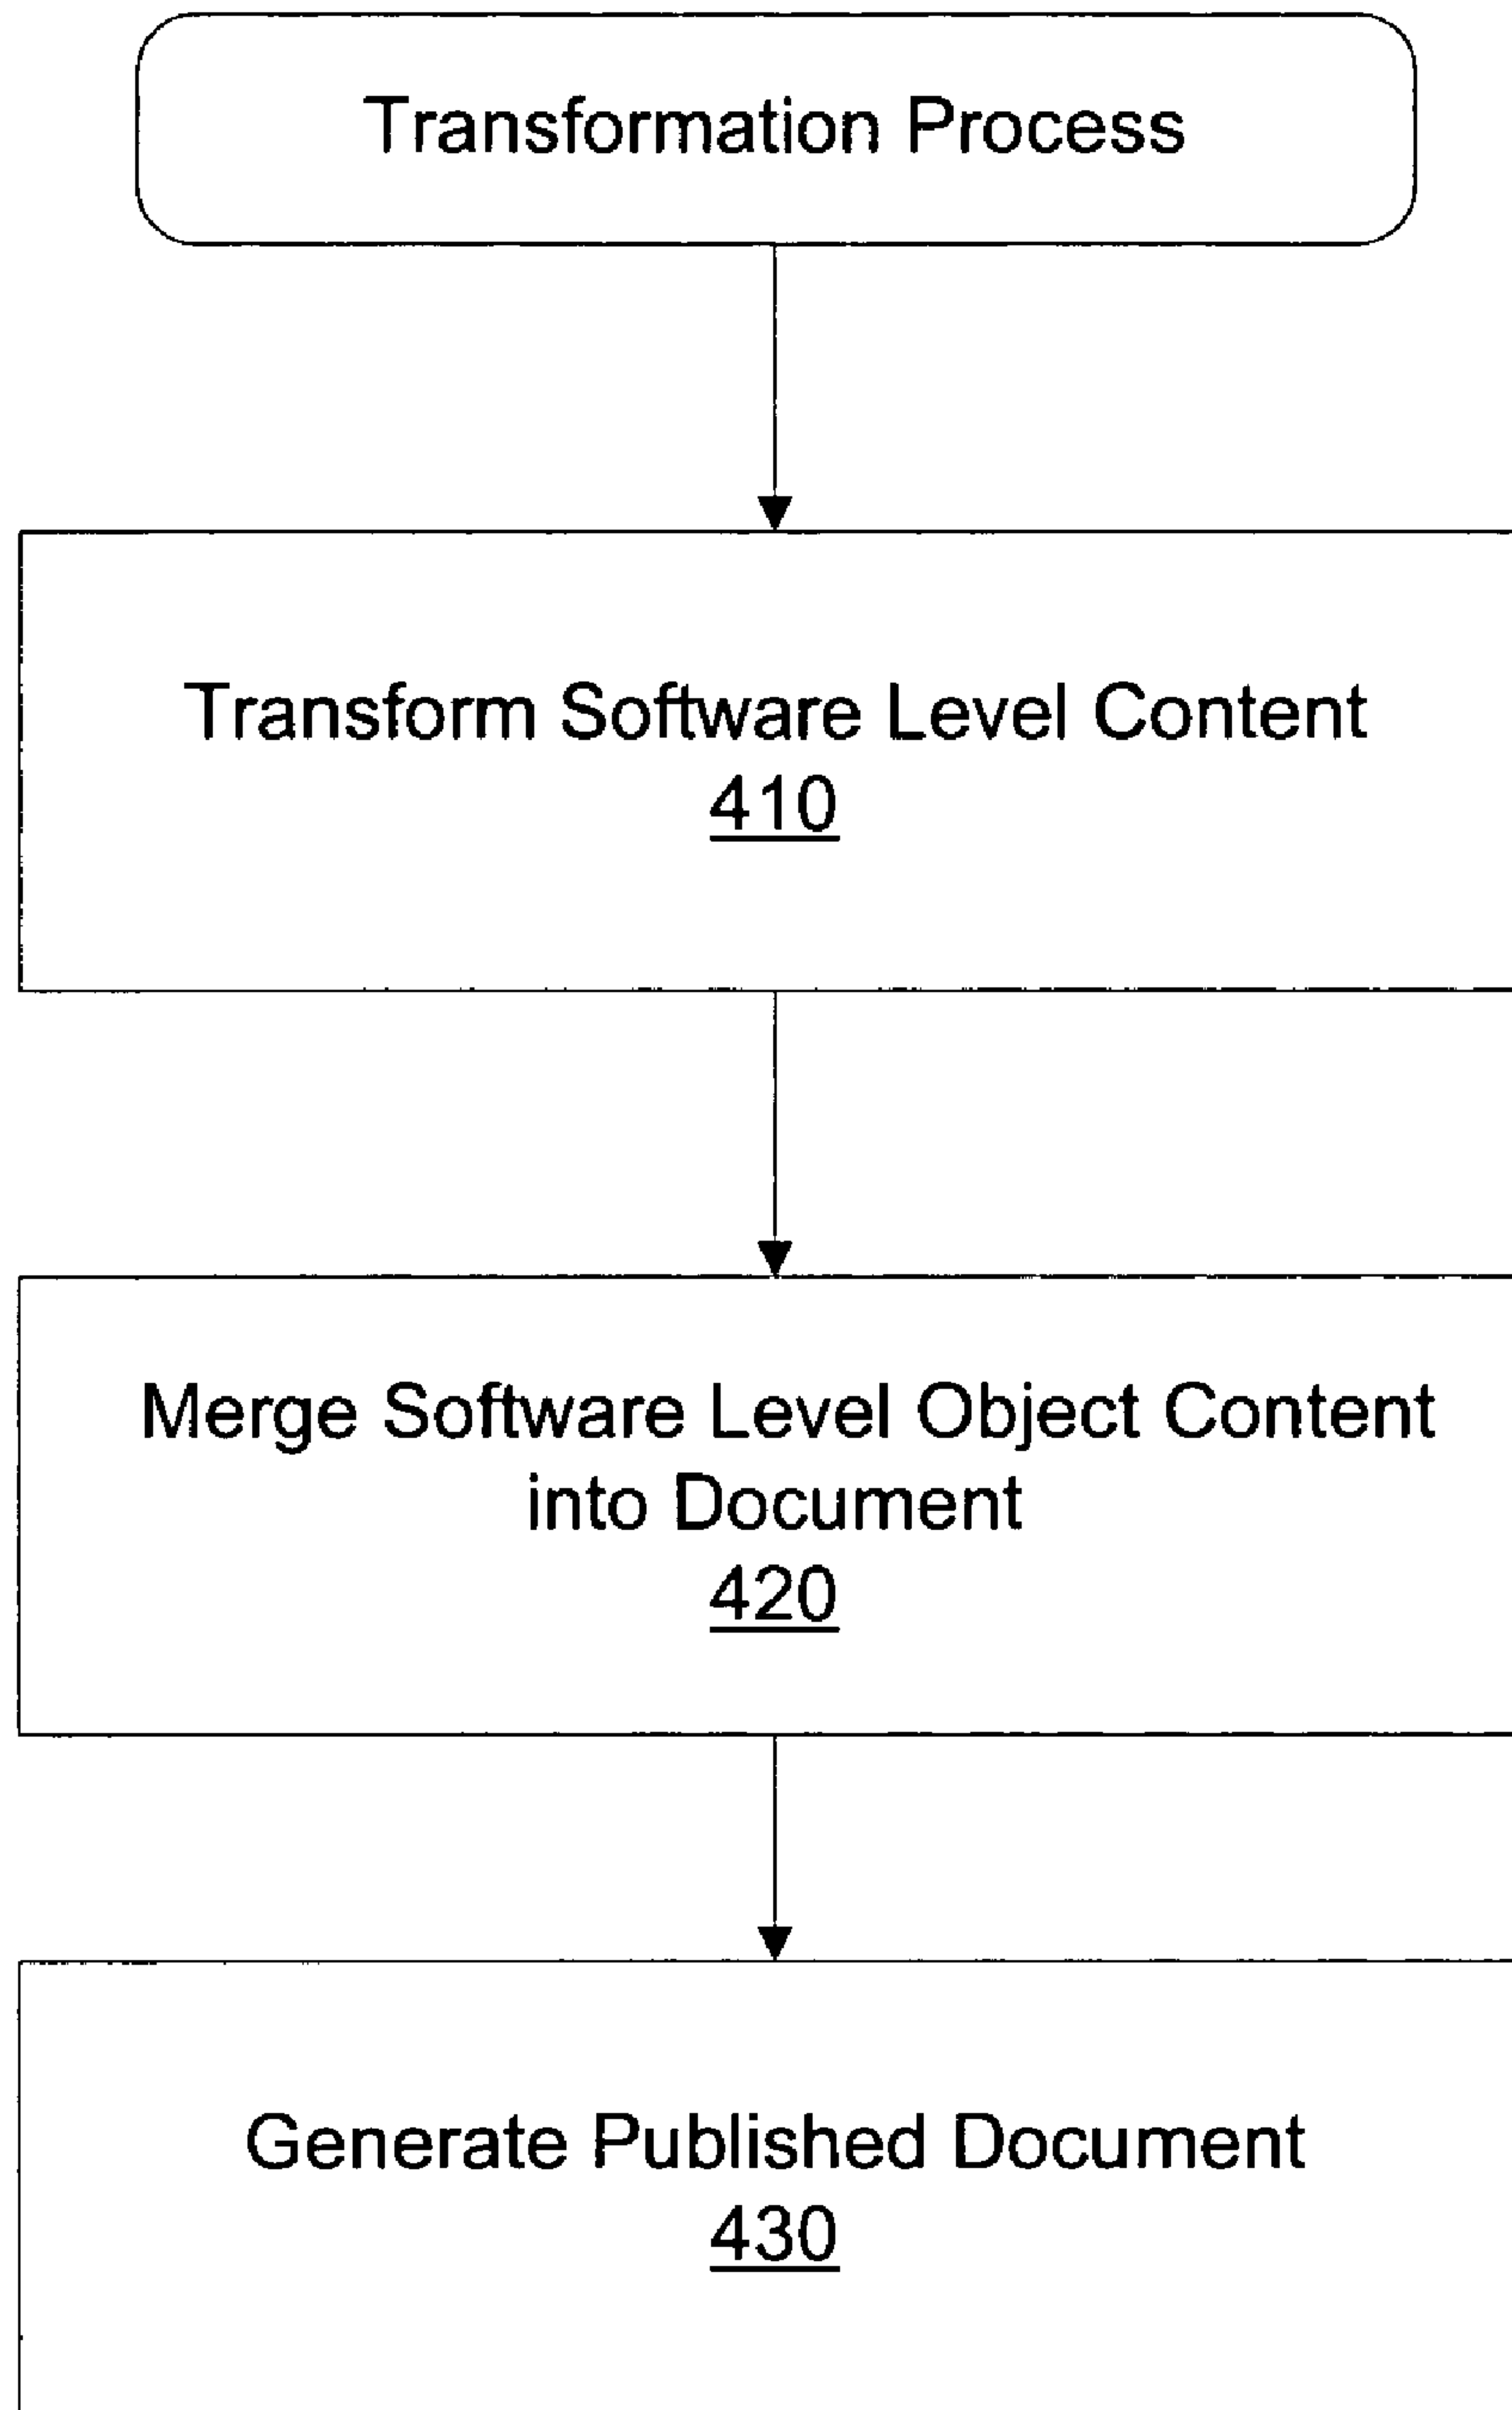 Transformation Process
Transform Software Level Content
410
Merge Software Level Object Content
into Document
420
Generate Published Document
430